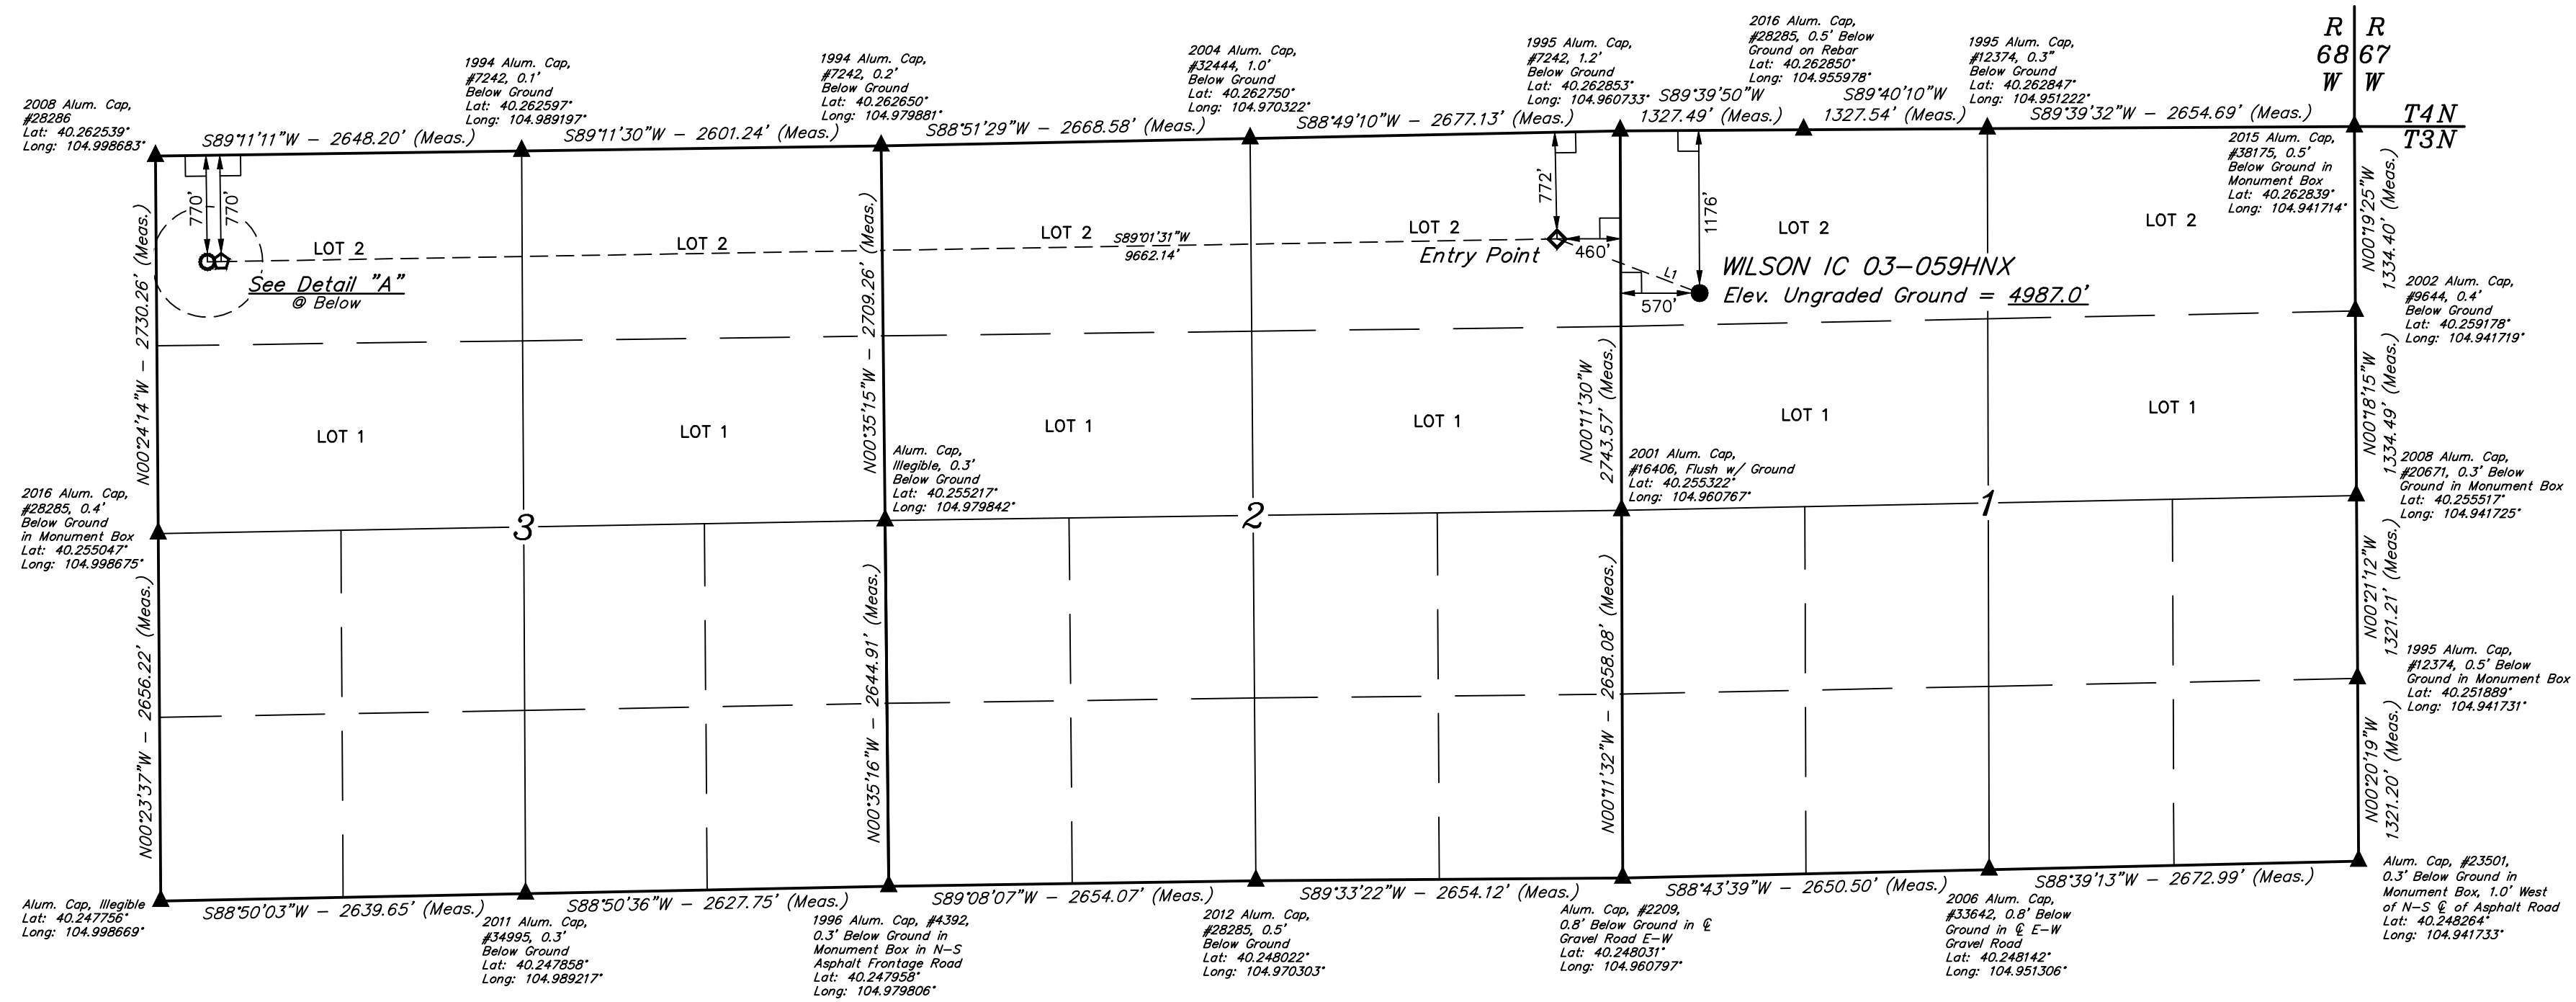 2008 Alum. Cap,
#28286
Lat: 40.262539°
Long: 104.998683°
1994 Alum. Cap,
#7242, 0.1'
Below Ground
Lat: 40.262597°
Long: 104.989197°
1994 Alum. Cap,
#7242, 0.2'
Below Ground
Lat: 40.262650°
Long: 104.979881°
2004 Alum. Cap,
#32444, 1.0'
Below Ground
Lat: 40.262750°
Long: 104.970322°
1995 Alum. Cap,
#7242, 1.2'
Below Ground
Lat: 40.262853°
Long: 104.960733°
2016 Alum. Cap,
#28285, 0.5' Below
Ground on Rebar
Lat: 40.262850°
Long: 104.955978°
1995 Alum. Cap,
#12374, 0.3"
Below Ground
Lat: 40.262847°
Long: 104.951222°
R R
68 67
W W
T4N
T3N
S89°11'11"W – 2648.20' (Meas.)
S89°11'30"W – 2601.24' (Meas.)
S88°51'29"W – 2668.58' (Meas.)
S88°49'10"W – 2677.13' (Meas.)
S89°39'50"W
1327.49' (Meas.)
S89°40'10"W
1327.54' (Meas.)
S89°39'32"W – 2654.69' (Meas.)
2015 Alum. Cap,
#38175, 0.5'
Below Ground in
Monument Box
Lat: 40.262839°
Long: 104.941714°
770'
770'
772'
1176'
LOT 2
LOT 2
LOT 2
LOT 2
LOT 2
LOT 2
S89°01'31"W
9662.14'
Entry Point
460'
L1
570'
WILSON IC 03-059HNX
Elev. Ungraded Ground = 4987.0'
See Detail "A"
@ Below
N00°24'14"W – 2730.26' (Meas.)
N00°35'15"W – 2709.26' (Meas.)
N00°11'30"W
2743.57' (Meas.)
N00°19'25"W
1334.40' (Meas.)
2002 Alum. Cap,
#9644, 0.4'
Below Ground
Lat: 40.259178°
Long: 104.941719°
N00°18'15"W
1334.49' (Meas.)
LOT 1
LOT 1
LOT 1
LOT 1
LOT 1
LOT 1
Alum. Cap,
Illegible, 0.3'
Below Ground
Lat: 40.255217°
Long: 104.979842°
2001 Alum. Cap,
#16406, Flush w/ Ground
Lat: 40.255322°
Long: 104.960767°
2008 Alum. Cap,
#20671, 0.3' Below
Ground in Monument Box
Lat: 40.255517°
Long: 104.941725°
2016 Alum. Cap,
#28285, 0.4'
Below Ground
in Monument Box
Lat: 40.255047°
Long: 104.998675°
3
2
1
N00°23'37"W – 2656.22' (Meas.)
N00°35'16"W – 2644.91' (Meas.)
N00°11'32"W – 2658.08' (Meas.)
N00°21'12"W
1321.21' (Meas.)
1995 Alum. Cap,
#12374, 0.5' Below
Ground in Monument Box
Lat: 40.251889°
Long: 104.941731°
N00°20'19"W
1321.20' (Meas.)
Alum. Cap, Illegible
Lat: 40.247756°
Long: 104.998669°
S88°50'03"W – 2639.65' (Meas.)
S88°50'36"W – 2627.75' (Meas.)
S89°08'07"W – 2654.07' (Meas.)
S89°33'22"W – 2654.12' (Meas.)
S88°43'39"W – 2650.50' (Meas.)
S88°39'13"W – 2672.99' (Meas.)
2011 Alum. Cap,
#34995, 0.3'
Below Ground
Lat: 40.247858°
Long: 104.989217°
1996 Alum. Cap, #4392,
0.3' Below Ground in
Monument Box in N–S
Asphalt Frontage Road
Lat: 40.247958°
Long: 104.979806°
2012 Alum. Cap,
#28285, 0.5'
Below Ground
Lat: 40.248022°
Long: 104.970303°
Alum. Cap, #2209,
0.8' Below Ground in ℄
Gravel Road E–W
Lat: 40.248031°
Long: 104.960797°
2006 Alum. Cap,
#33642, 0.8' Below
Ground in ℄ E–W
Gravel Road
Lat: 40.248142°
Long: 104.951306°
Alum. Cap, #23501,
0.3' Below Ground in
Monument Box, 1.0' West
of N–S ℄ of Asphalt Road
Lat: 40.248264°
Long: 104.941733°